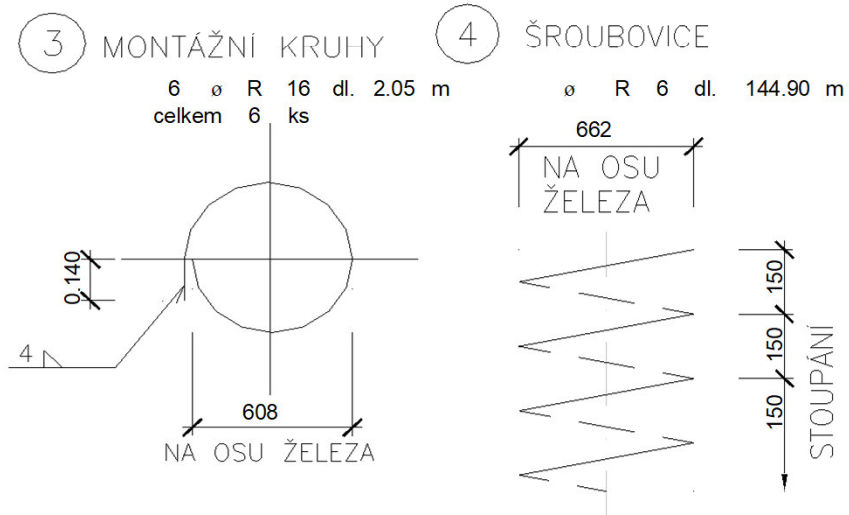 3 MONTÁŽNÍ KRUHY
6 ø R 16 dl. 2.05 m
celkem 6 ks
0.140
4
608
NA OSU ŽELEZA
4 ŠROUBOVICE
ø R 6 dl. 144.90 m
662
NA OSU
ŽELEZA
150
150
150
STOUPÁNÍ